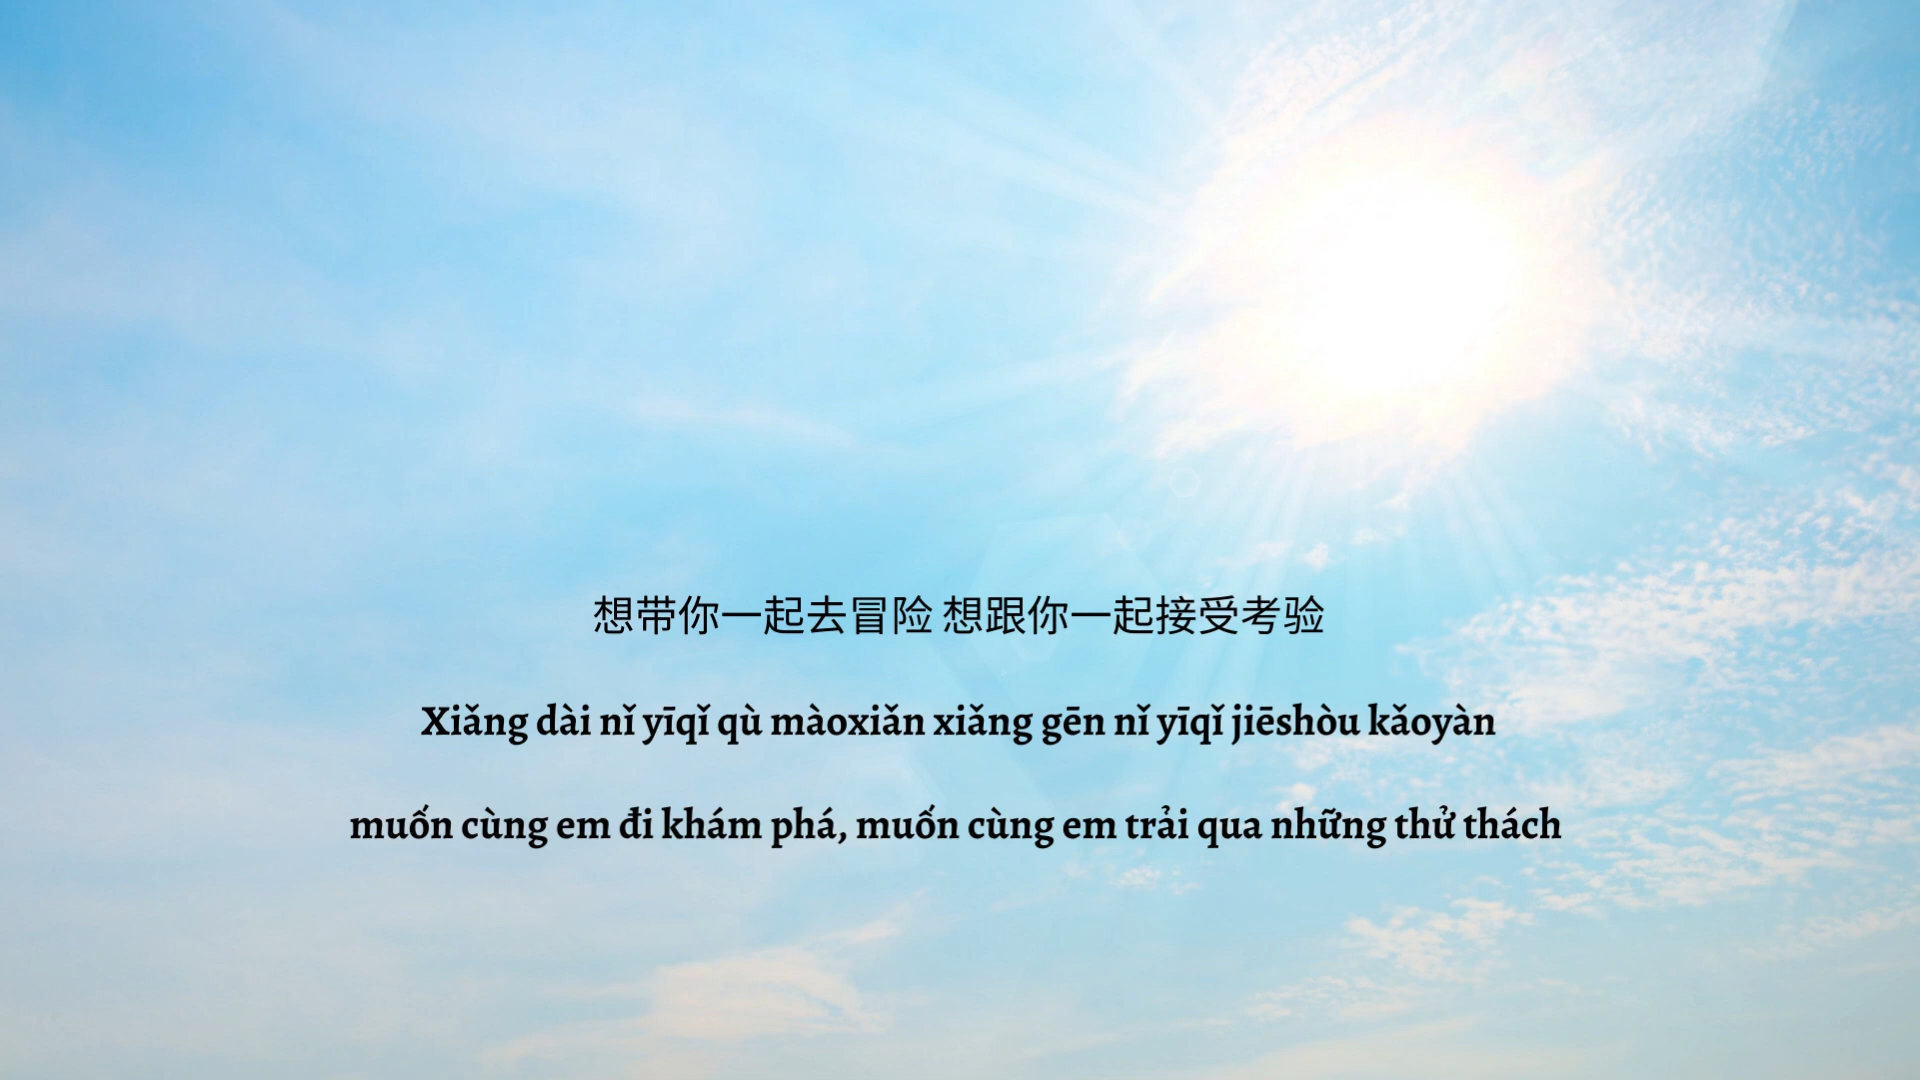 想带你一起去冒险 想跟你一起接受考验
Xiǎng dài nǐ yīqǐ qù màoxiǎn xiǎng gēn nǐ yīqǐ jiēshòu kǎoyàn
muốn cùng em đi khám phá, muốn cùng em trải qua những thử thách